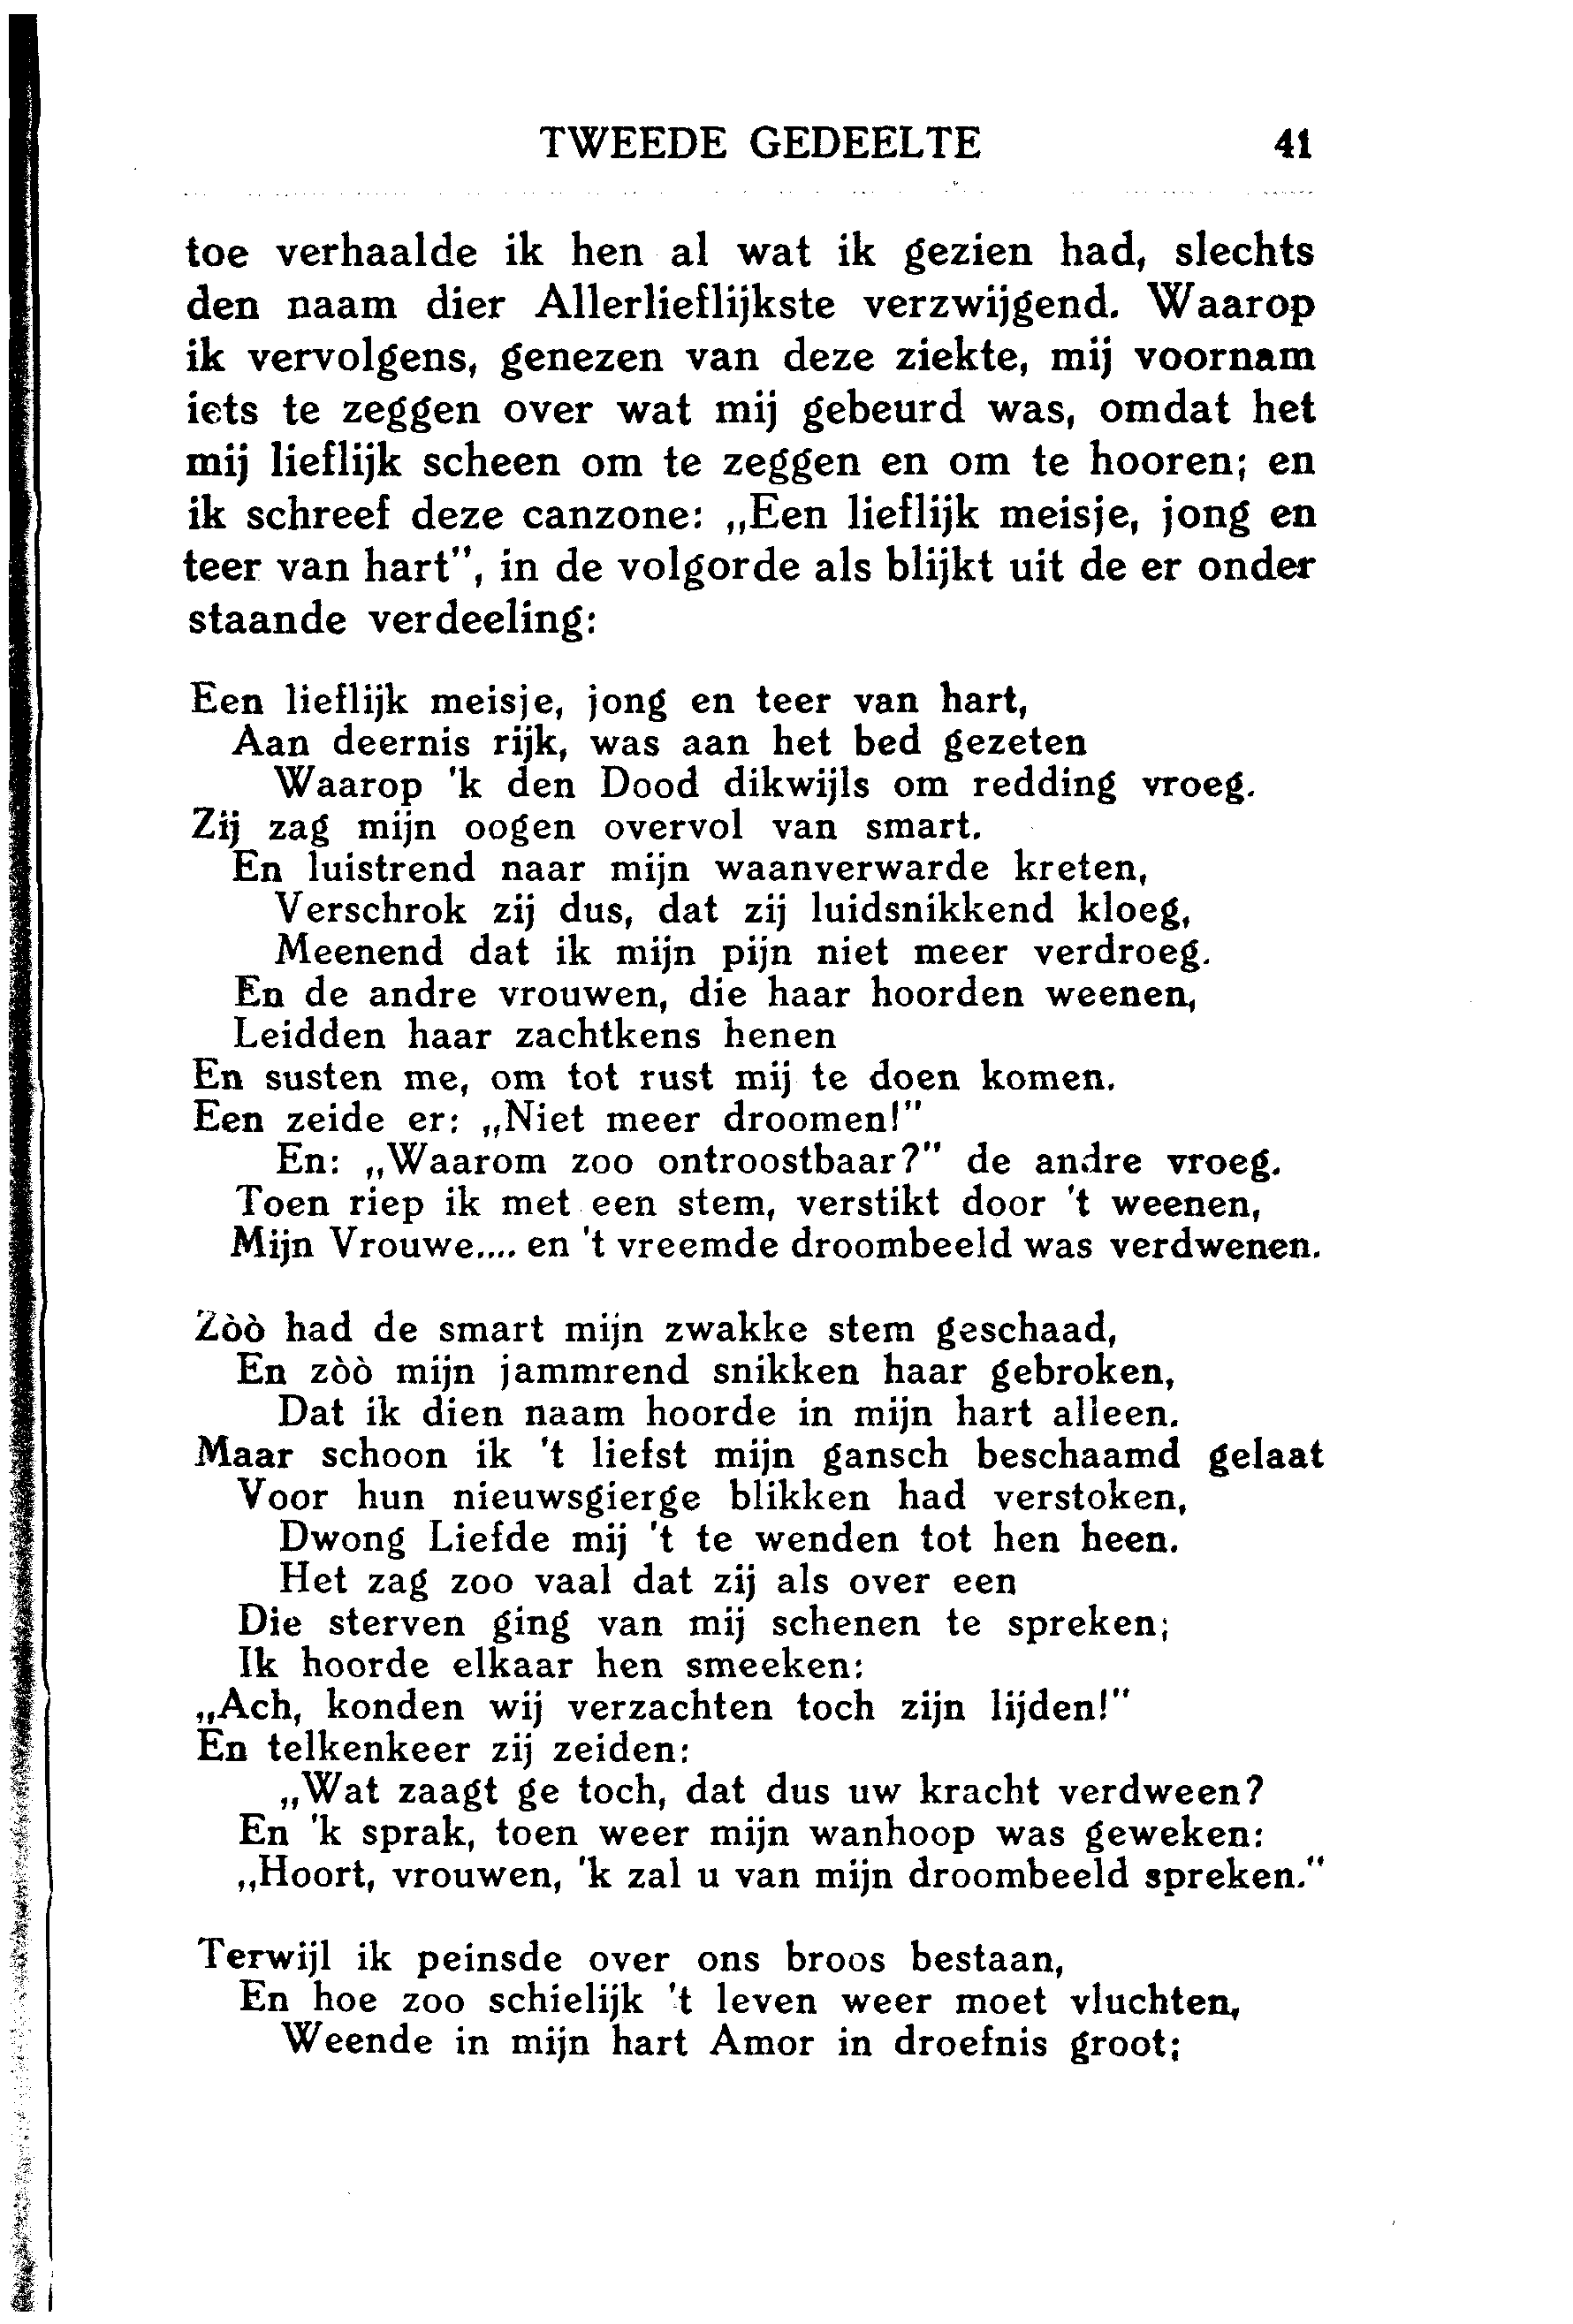 TWEEDE GEDEELTE 41
toe verhaalde ik hen al wat ik gezien had, slechts
den naam dier Allerlieflijkste verzwijgend. Waarop
ik vervolgens, genezen van deze ziekte, mij voornam
iets te zeggen over wat mij gebeurd was, omdat het
mij lieflijk scheen om te zeggen en om te hooren; en
ik schreef deze canzone: „Een lieflijk meisje, jong en
teer van hart", in de volgorde als blijkt uit de er onder
staande verdeeling:
Een lieflijk meisje, jong en teer van hart,
Aan deernis rijk, was aan het bed gezeten
Waarop 'k den Dood dikwijls om redding vroeg.
Zij zag mijn oogen overvol van smart.
En luistrend naar mijn waanverwarde kreten,
Verschrok zij dus, dat zij luidsnikkend kloeg,
Meenend dat ik mijn pijn niet meer verdroeg.
En de andre vrouwen, die haar hoorden weenen,
Leidden haar zachtkens henen
En susten me, om tot rust mij te doen komen.
Een zeide er: „Niet meer droomen!"
En: „Waarom zoo ontroostbaar?" de andre vroeg.
Toen riep ik met een stem, verstikt door 't weenen,
Mijn Vrouwe.... en 't vreemde droombeeld was verdwenen.
Zòò had de smart mijn zwakke stem geschaad,
En zòò mijn jammrend snikken haar gebroken,
Dat ik dien naam hoorde in mijn hart alleen.
Maar schoon ik 't liefst mijn gansch beschaamd gelaat
Voor hun nieuwsgierge blikken had verstoken,
Dwong Liefde mij 't te wenden tot hen heen.
Het zag zoo vaal dat zij als over een
Die sterven ging van mij schenen te spreken;
Ik hoorde elkaar hen smeeken:
„Ach, konden wij verzachten toch zijn lijden!"
En telkenkeer zij zeiden:
„Wat zaagt ge toch, dat dus uw kracht verdween?
En 'k sprak, toen weer mijn wanhoop was geweken:
„Hoort, vrouwen, 'k zal u van mijn droombeeld spreken."
Terwijl ik peinsde over ons broos bestaan,
En hoe zoo schielijk 't leven weer moet vluchten,
Weende in mijn hart Amor in droefnis groot;